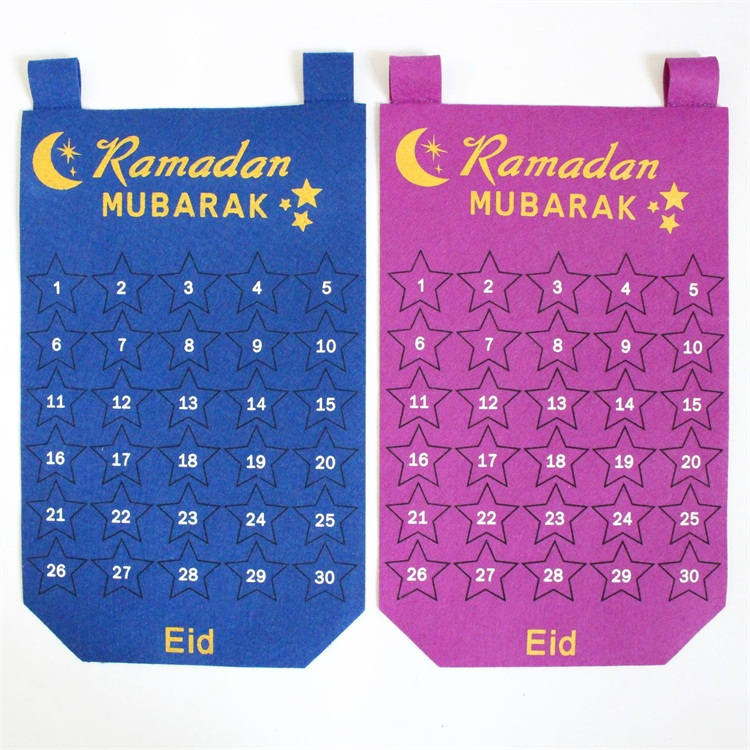 Ramadan
MUBARAK
1 2 3 4 5
6 7 8 9 10
11 12 13 14 15
16 17 18 19 20
21 22 23 24 25
26 27 28 29 30
Eid
Ramadan
MUBARAK
1 2 3 4 5
6 7 8 9 10
11 12 13 14 15
16 17 18 19 20
21 22 23 24 25
26 27 28 29 30
Eid